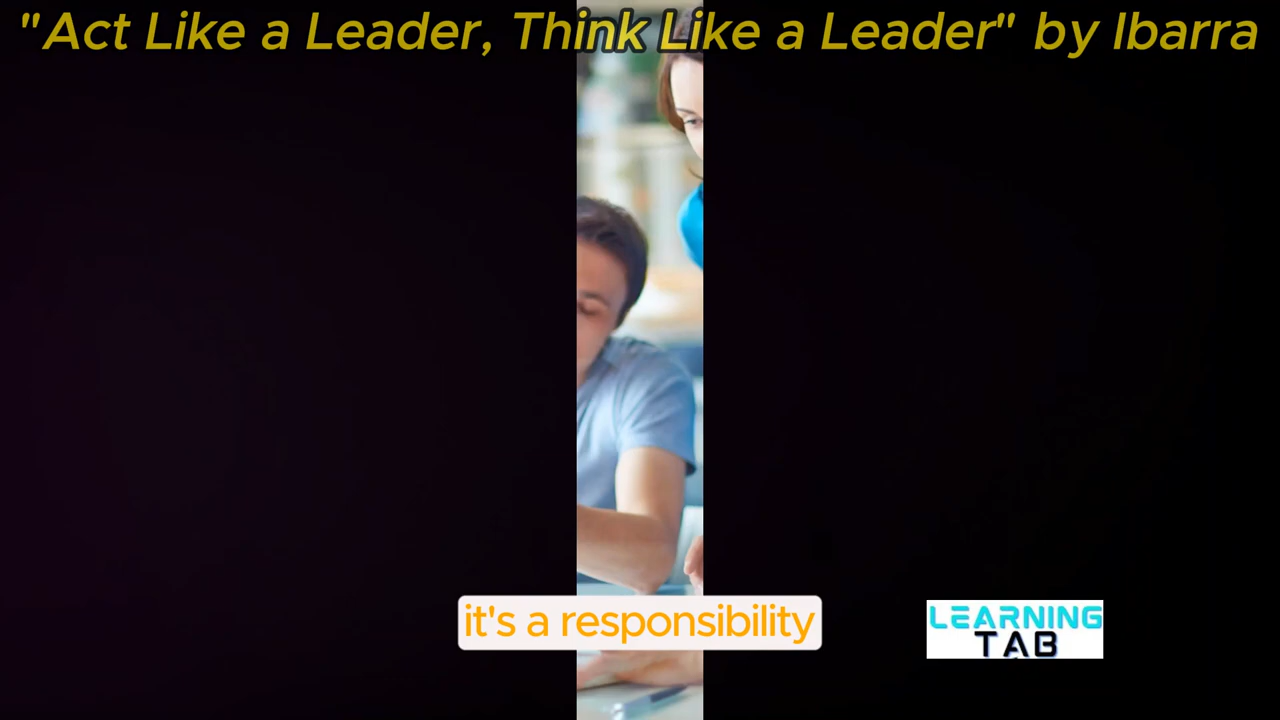 "Act Like a Leader, Think Like a Leader" by Ibarra
it's a responsibility
LEARNING
TAB